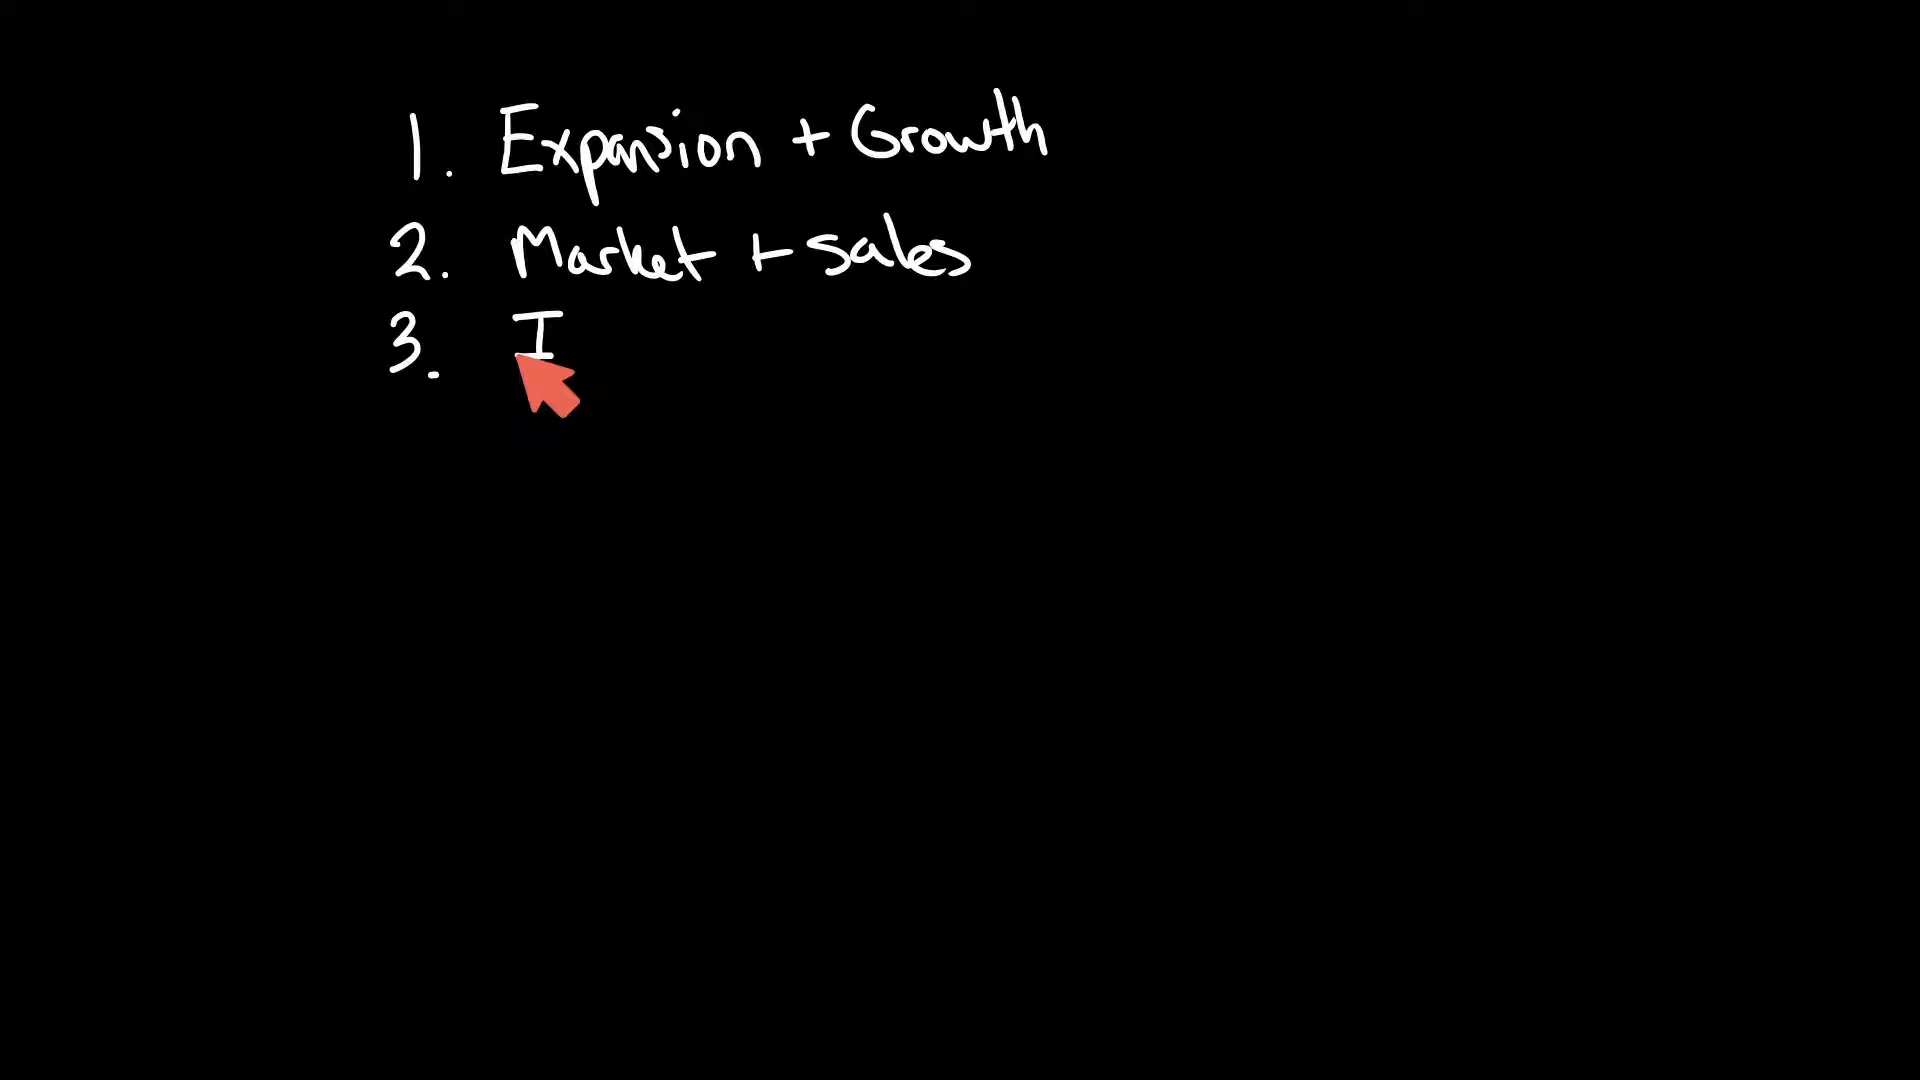 1. Expansion + Growth
2. Market + sales
3. I